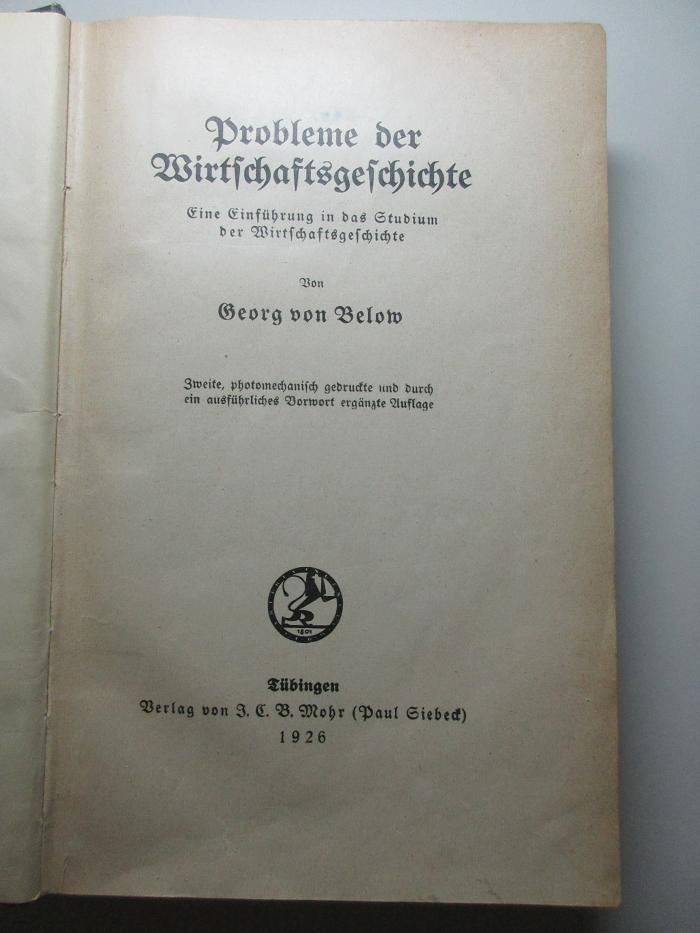 Probleme der
Wirtschaftsgeschichte
Eine Einführung in das Studium
der Wirtschaftsgeschichte
Von
Georg von Below
Zweite, photomechanisch gedruckte und durch
ein ausführliches Vorwort ergänzte Auflage
1801
Tübingen
Verlag von J. C. B. Mohr (Paul Siebeck)
1926